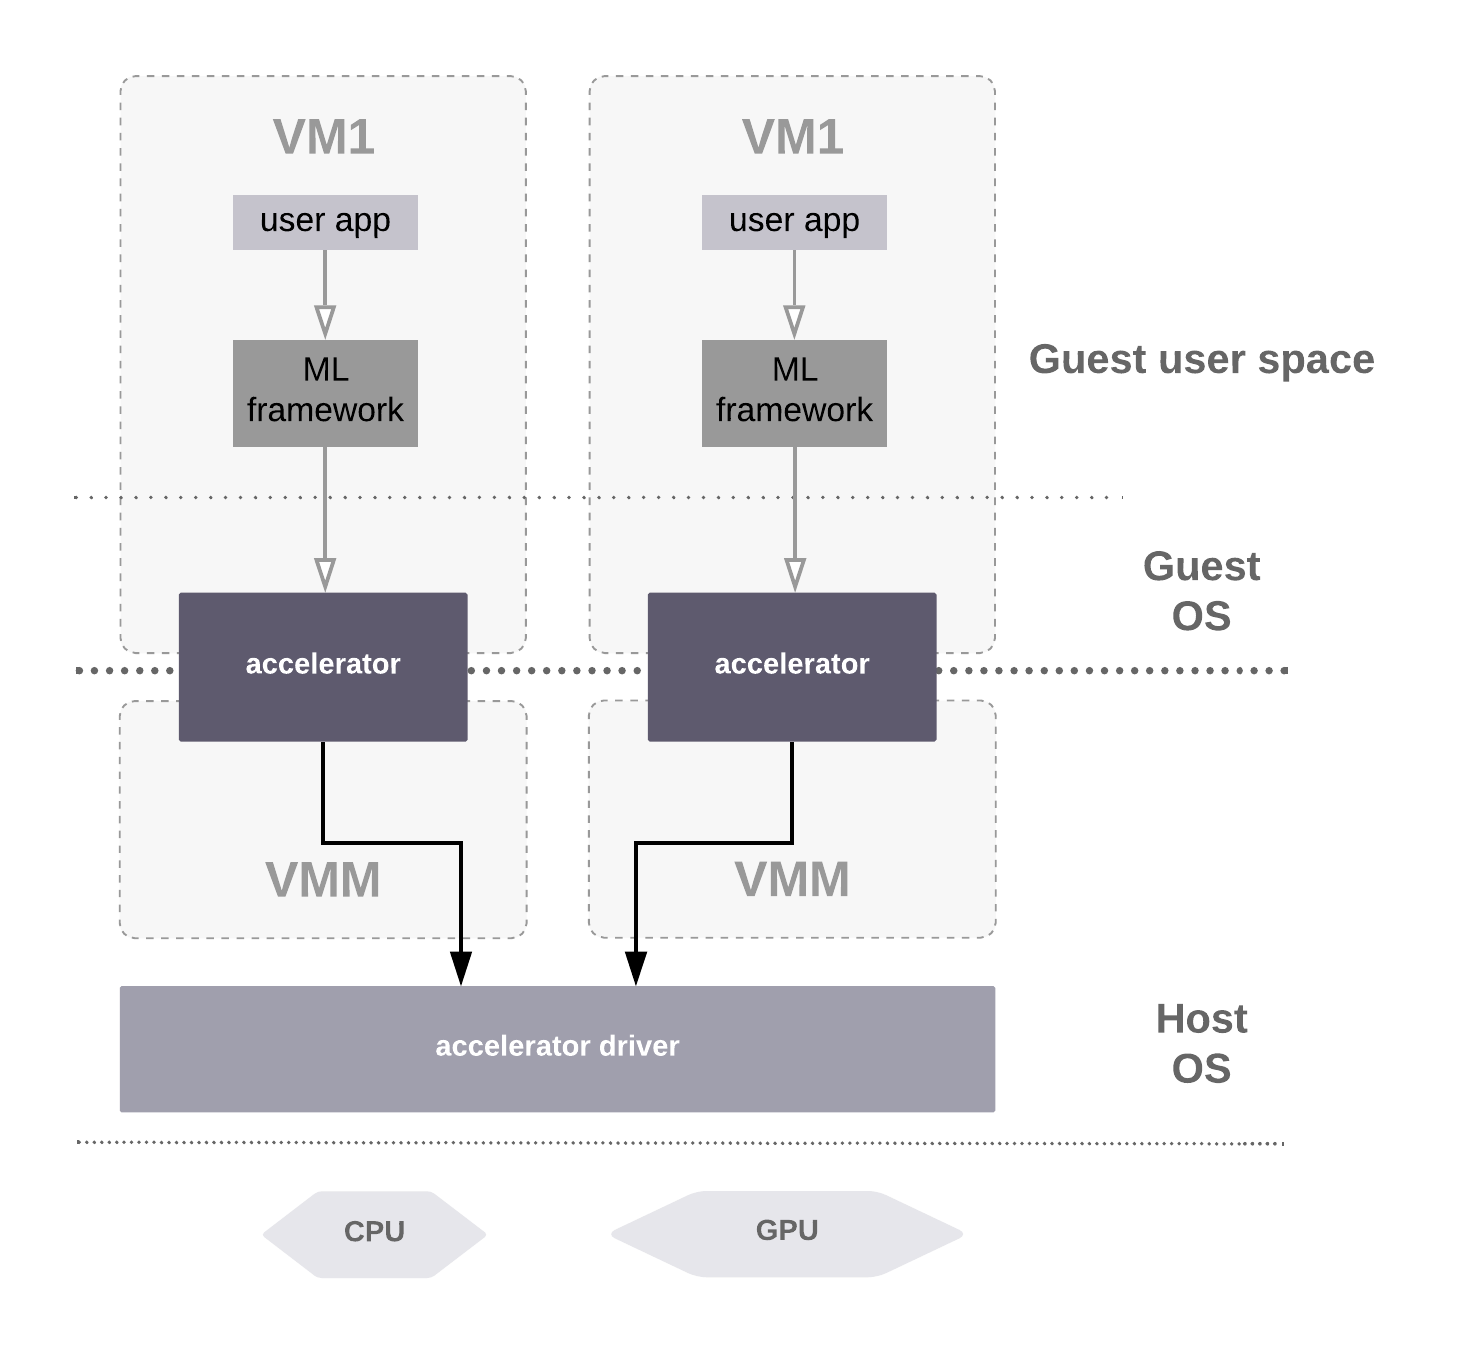 VM1
VM1
user app
user app
ML
framework
ML
framework
Guest user space
Guest
OS
accelerator
accelerator
VMM
VMM
accelerator driver
Host
OS
CPU
GPU